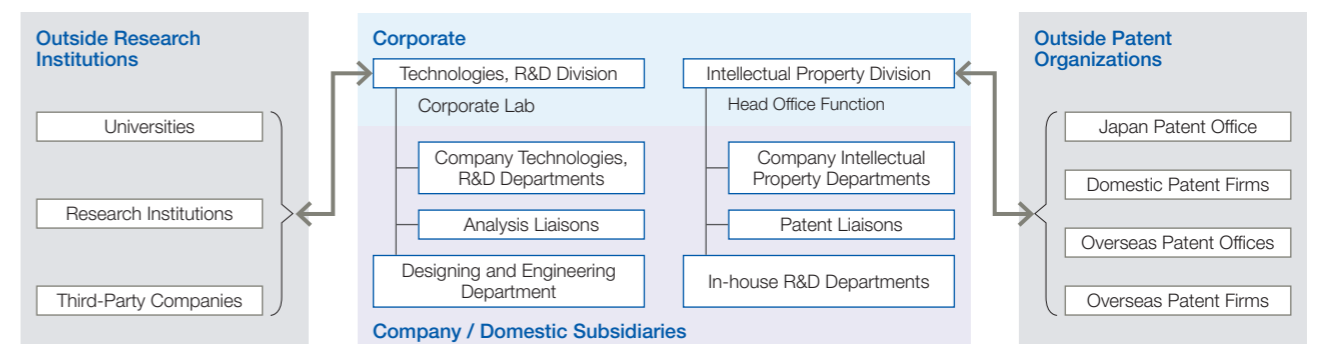 Outside Research
Institutions
Universities
Research Institutions
Third-Party Companies
Corporate
Technologies, R&D Division
Corporate Lab
Company Technologies,
R&D Departments
Analysis Liaisons
Designing and Engineering
Department
Intellectual Property Division
Head Office Function
Company Intellectual
Property Departments
Patent Liaisons
In-house R&D Departments
Company / Domestic Subsidiaries
Outside Patent
Organizations
Japan Patent Office
Domestic Patent Firms
Overseas Patent Offices
Overseas Patent Firms